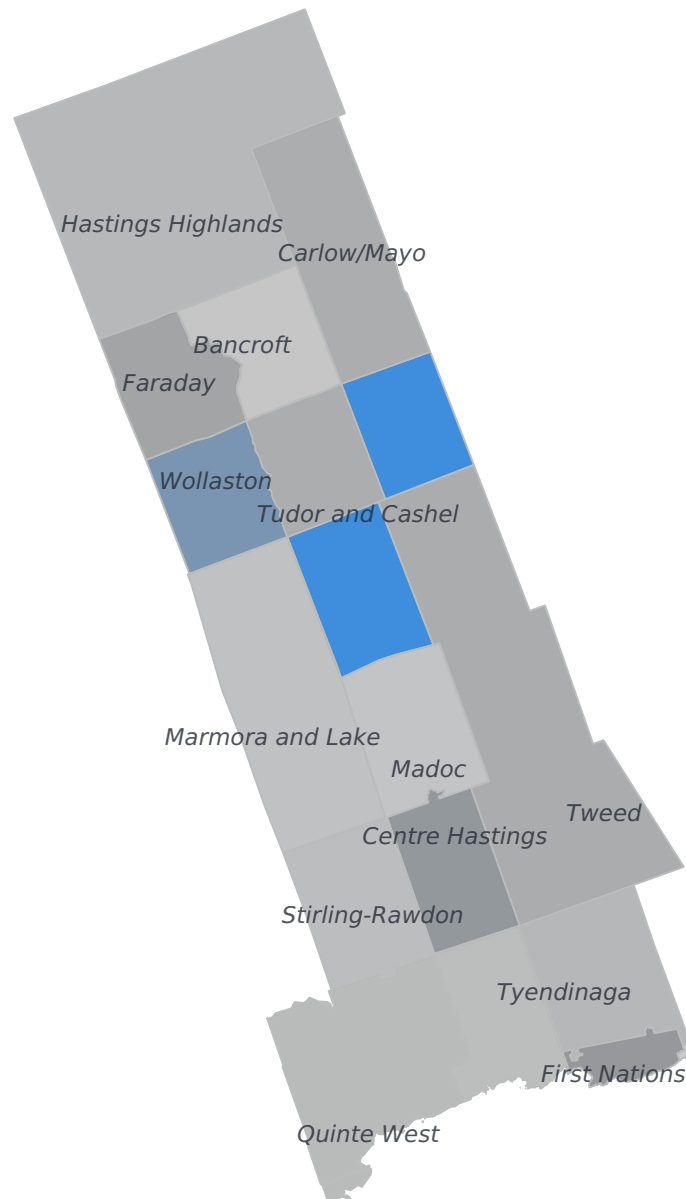 Hastings Highlands
Carlow/Mayo
Bancroft
Faraday
Wollaston
Tudor and Cashel
Marmora and Lake
Madoc
Tweed
Centre Hastings
Stirling-Rawdon
Tyendinaga
First Nations
Quinte West